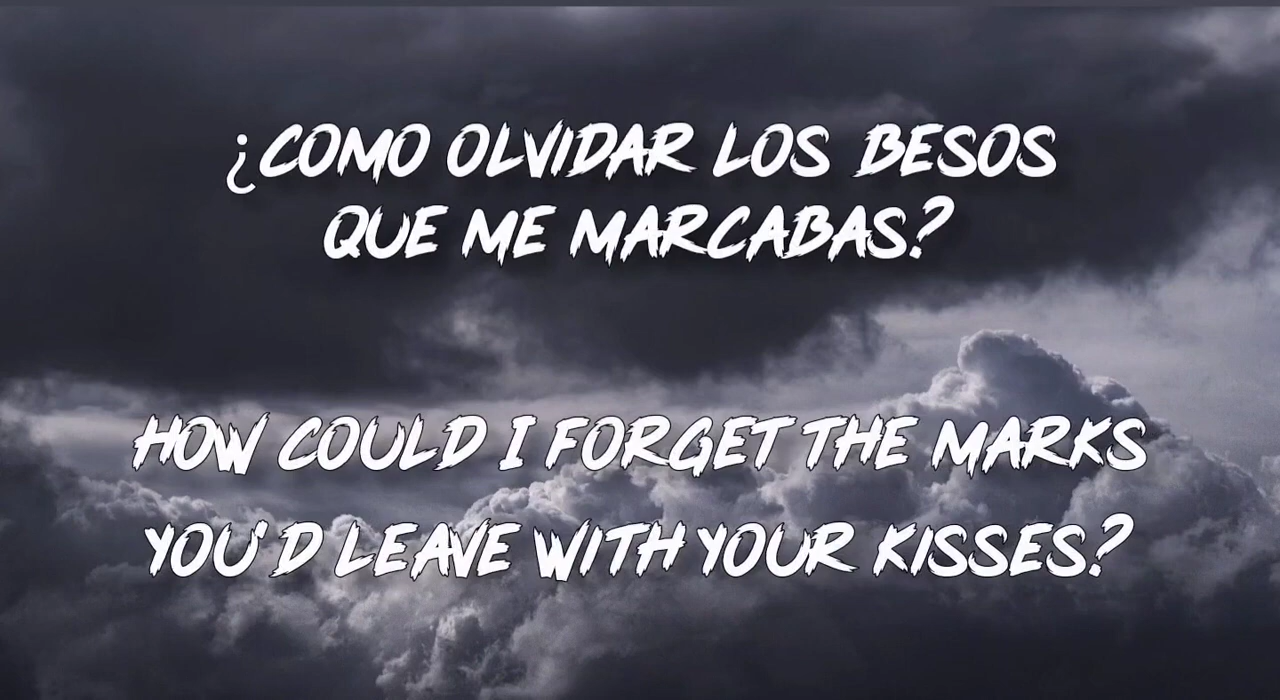 ¿COMO OLVIDAR LOS BESOS
QUE ME MARCABAS?
HOW COULD I FORGET THE MARKS
YOU'D LEAVE WITH YOUR KISSES?